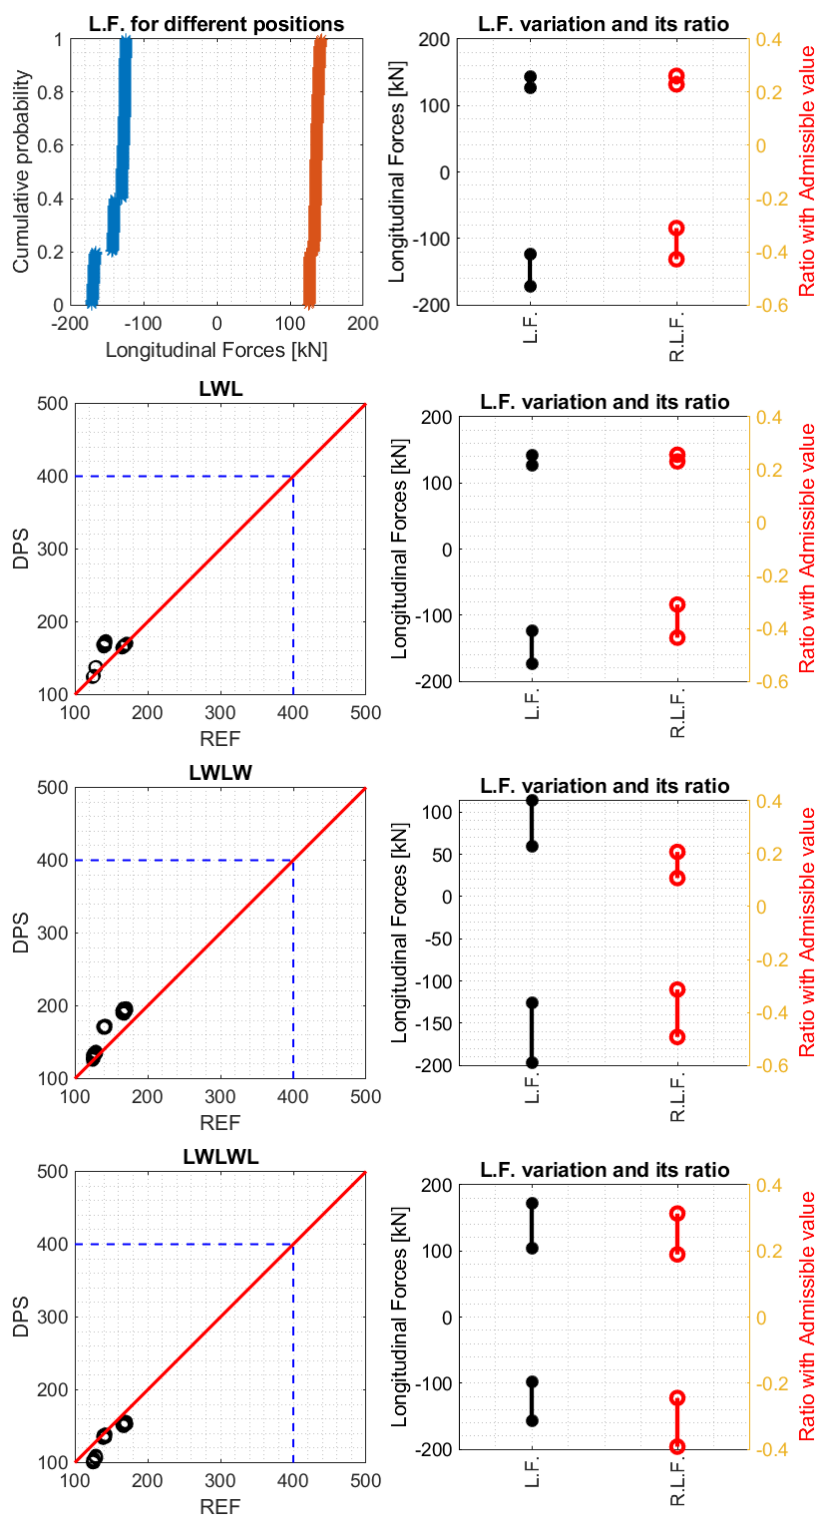 L.F. for different positions
Cumulative probability
1
0.8
0.6
0.4
0.2
0
-200 -100 0 100 200
Longitudinal Forces [kN]
L.F. variation and its ratio
Longitudinal Forces [kN]
200
100
0
-100
-200
0.4
0.2
0
-0.2
-0.4
-0.6
Ratio with Admissible value
L.F.
R.L.F.
LWL
DPS
500
400
300
200
100
100 200 300 400 500
REF
L.F. variation and its ratio
Longitudinal Forces [kN]
200
100
0
-100
-200
0.4
0.2
0
-0.2
-0.4
-0.6
Ratio with Admissible value
L.F.
R.L.F.
LWLW
DPS
500
400
300
200
100
100 200 300 400 500
REF
L.F. variation and its ratio
Longitudinal Forces [kN]
100
50
0
-50
-100
-150
-200
0.4
0.2
0
-0.2
-0.4
-0.6
Ratio with Admissible value
L.F.
R.L.F.
LWLWL
DPS
500
400
300
200
100
100 200 300 400 500
REF
L.F. variation and its ratio
Longitudinal Forces [kN]
200
100
0
-100
-200
0.4
0.2
0
-0.2
-0.4
Ratio with Admissible value
L.F.
R.L.F.